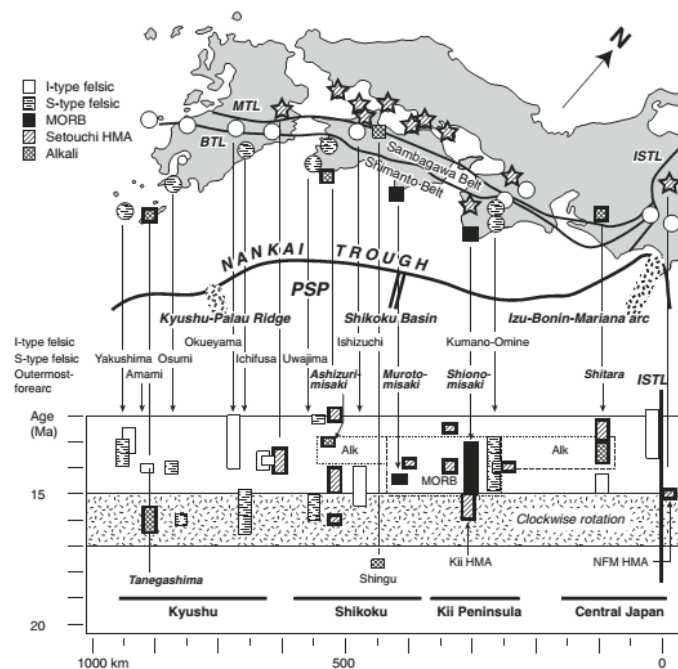 N
I-type felsic
S-type felsic
MORB
Setouchi HMA
Alkali
MTL
BTL
ISTL
Sambagawa Belt
Shimanto-Belt
NANKAI TROUGH
PSP
Kyushu-Palau Ridge
Shikoku Basin
Izu-Bonin-Mariana arc
I-type felsic
Okueyama
Ishizuchi
Kumano-Omine
S-type felsic
Yakushima
Osumi
Ichifusa
Uwajima
Outermost-
forearc
Amami
Ashizuri-
misaki
Muroto-
misaki
Shiono-
misaki
Shitara
ISTL
Age
(Ma)
Alk
Alk
MORB
15
Clockwise rotation
Tanegashima
Shingu
Kii HMA
NFM HMA
Kyushu
Shikoku
Kii Peninsula
Central Japan
20
1000 km
500
0